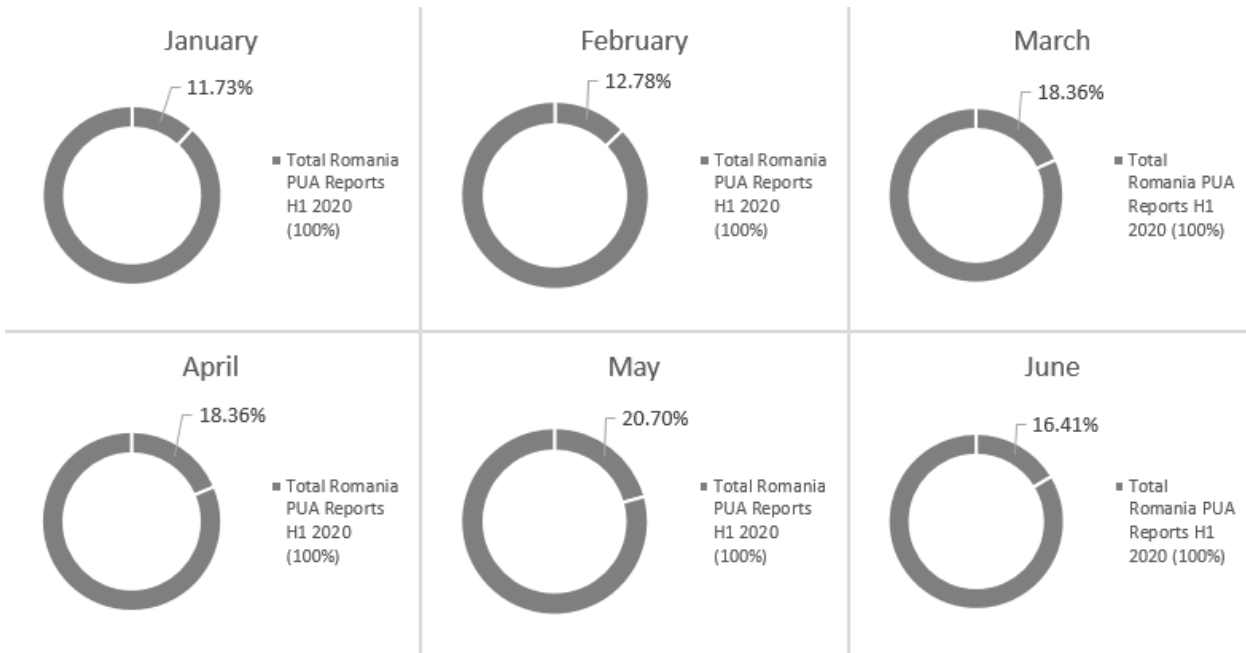 January
11.73%
Total Romania
PUA Reports
H1 2020
(100%)
February
12.78%
Total Romania
PUA Reports
H1 2020
(100%)
March
18.36%
Total
Romania PUA
Reports H1
2020 (100%)
April
18.36%
Total Romania
PUA Reports
H1 2020
(100%)
May
20.70%
Total Romania
PUA Reports
H1 2020
(100%)
June
16.41%
Total
Romania PUA
Reports H1
2020 (100%)